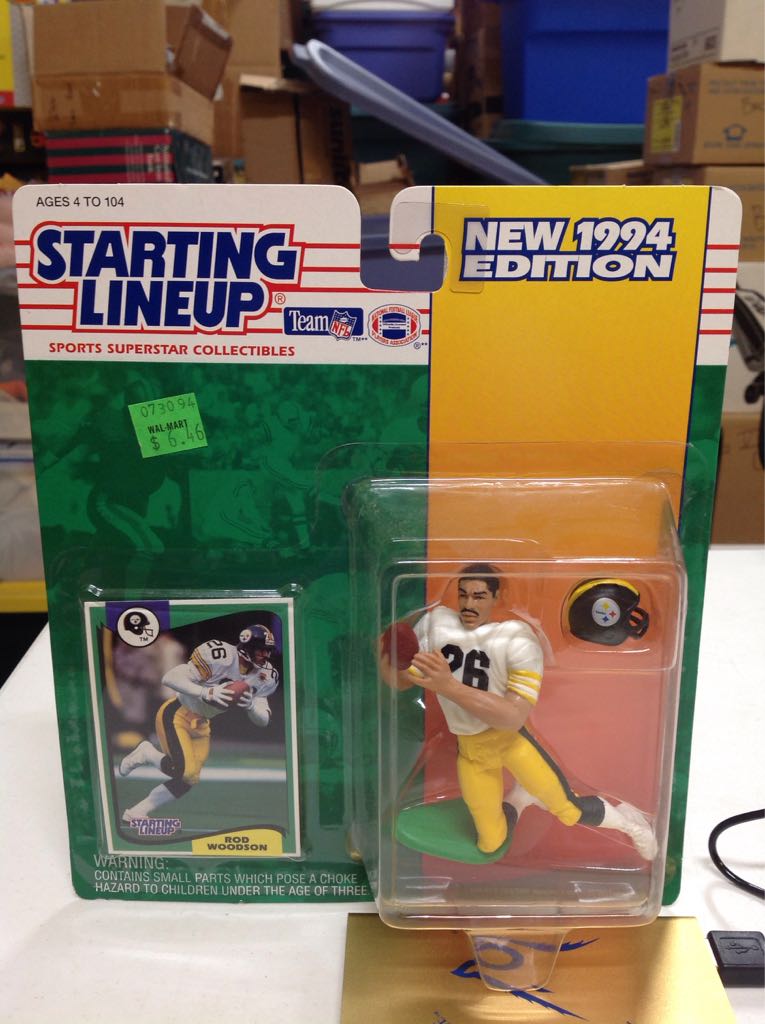 AGES 4 TO 104
STARTING
LINEUP®
Team NFL™
SPORTS SUPERSTAR COLLECTIBLES
NEW 1994
EDITION
073094
WAL-MART
$ 6.46
TM
26
26
STARTING
LINEUP
ROD
WOODSON
WARNING:
CONTAINS SMALL PARTS WHICH POSE A CHOKE
HAZARD TO CHILDREN UNDER THE AGE OF THREE.